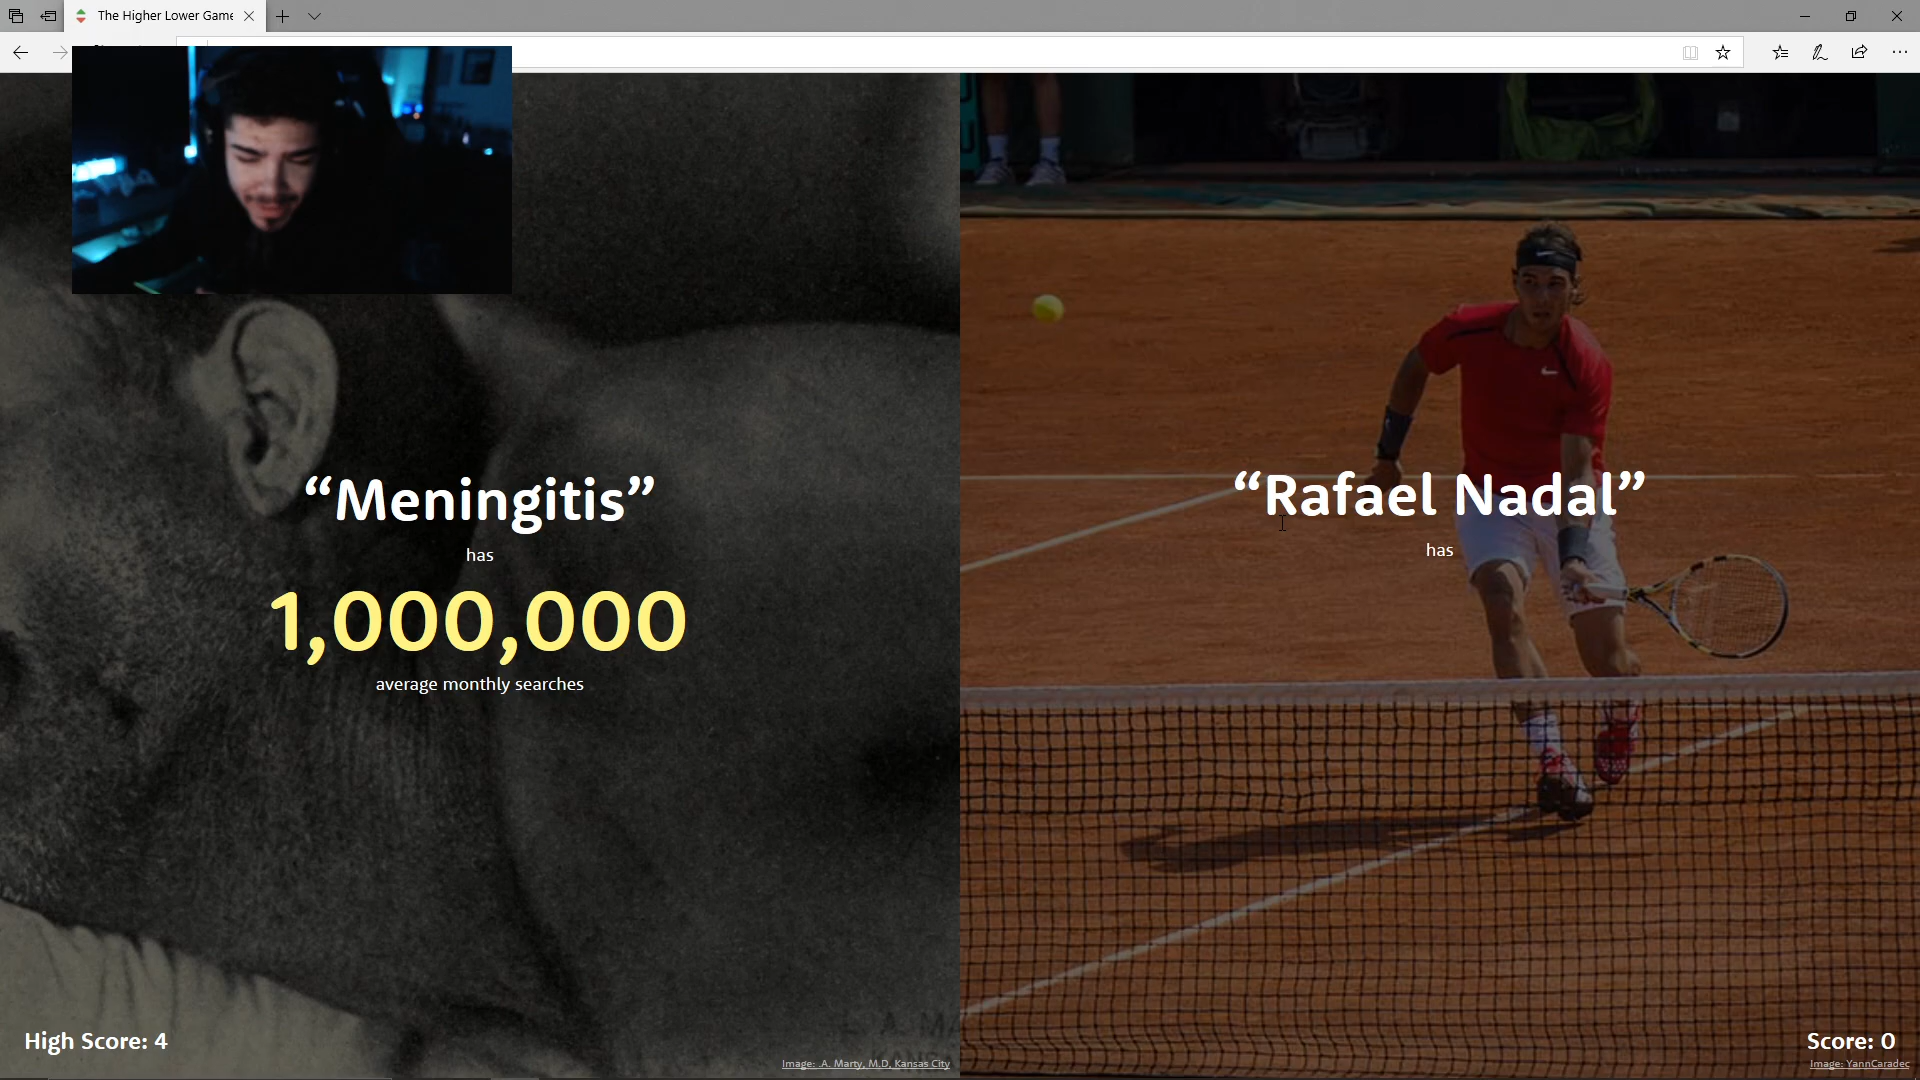 The Higher Lower Game
“Meningitis”
has
1,000,000
average monthly searches
“Rafael Nadal”
has
High Score: 4
Image: .A. Marty, M.D, Kansas City
Score: 0
Image: YannCaradec